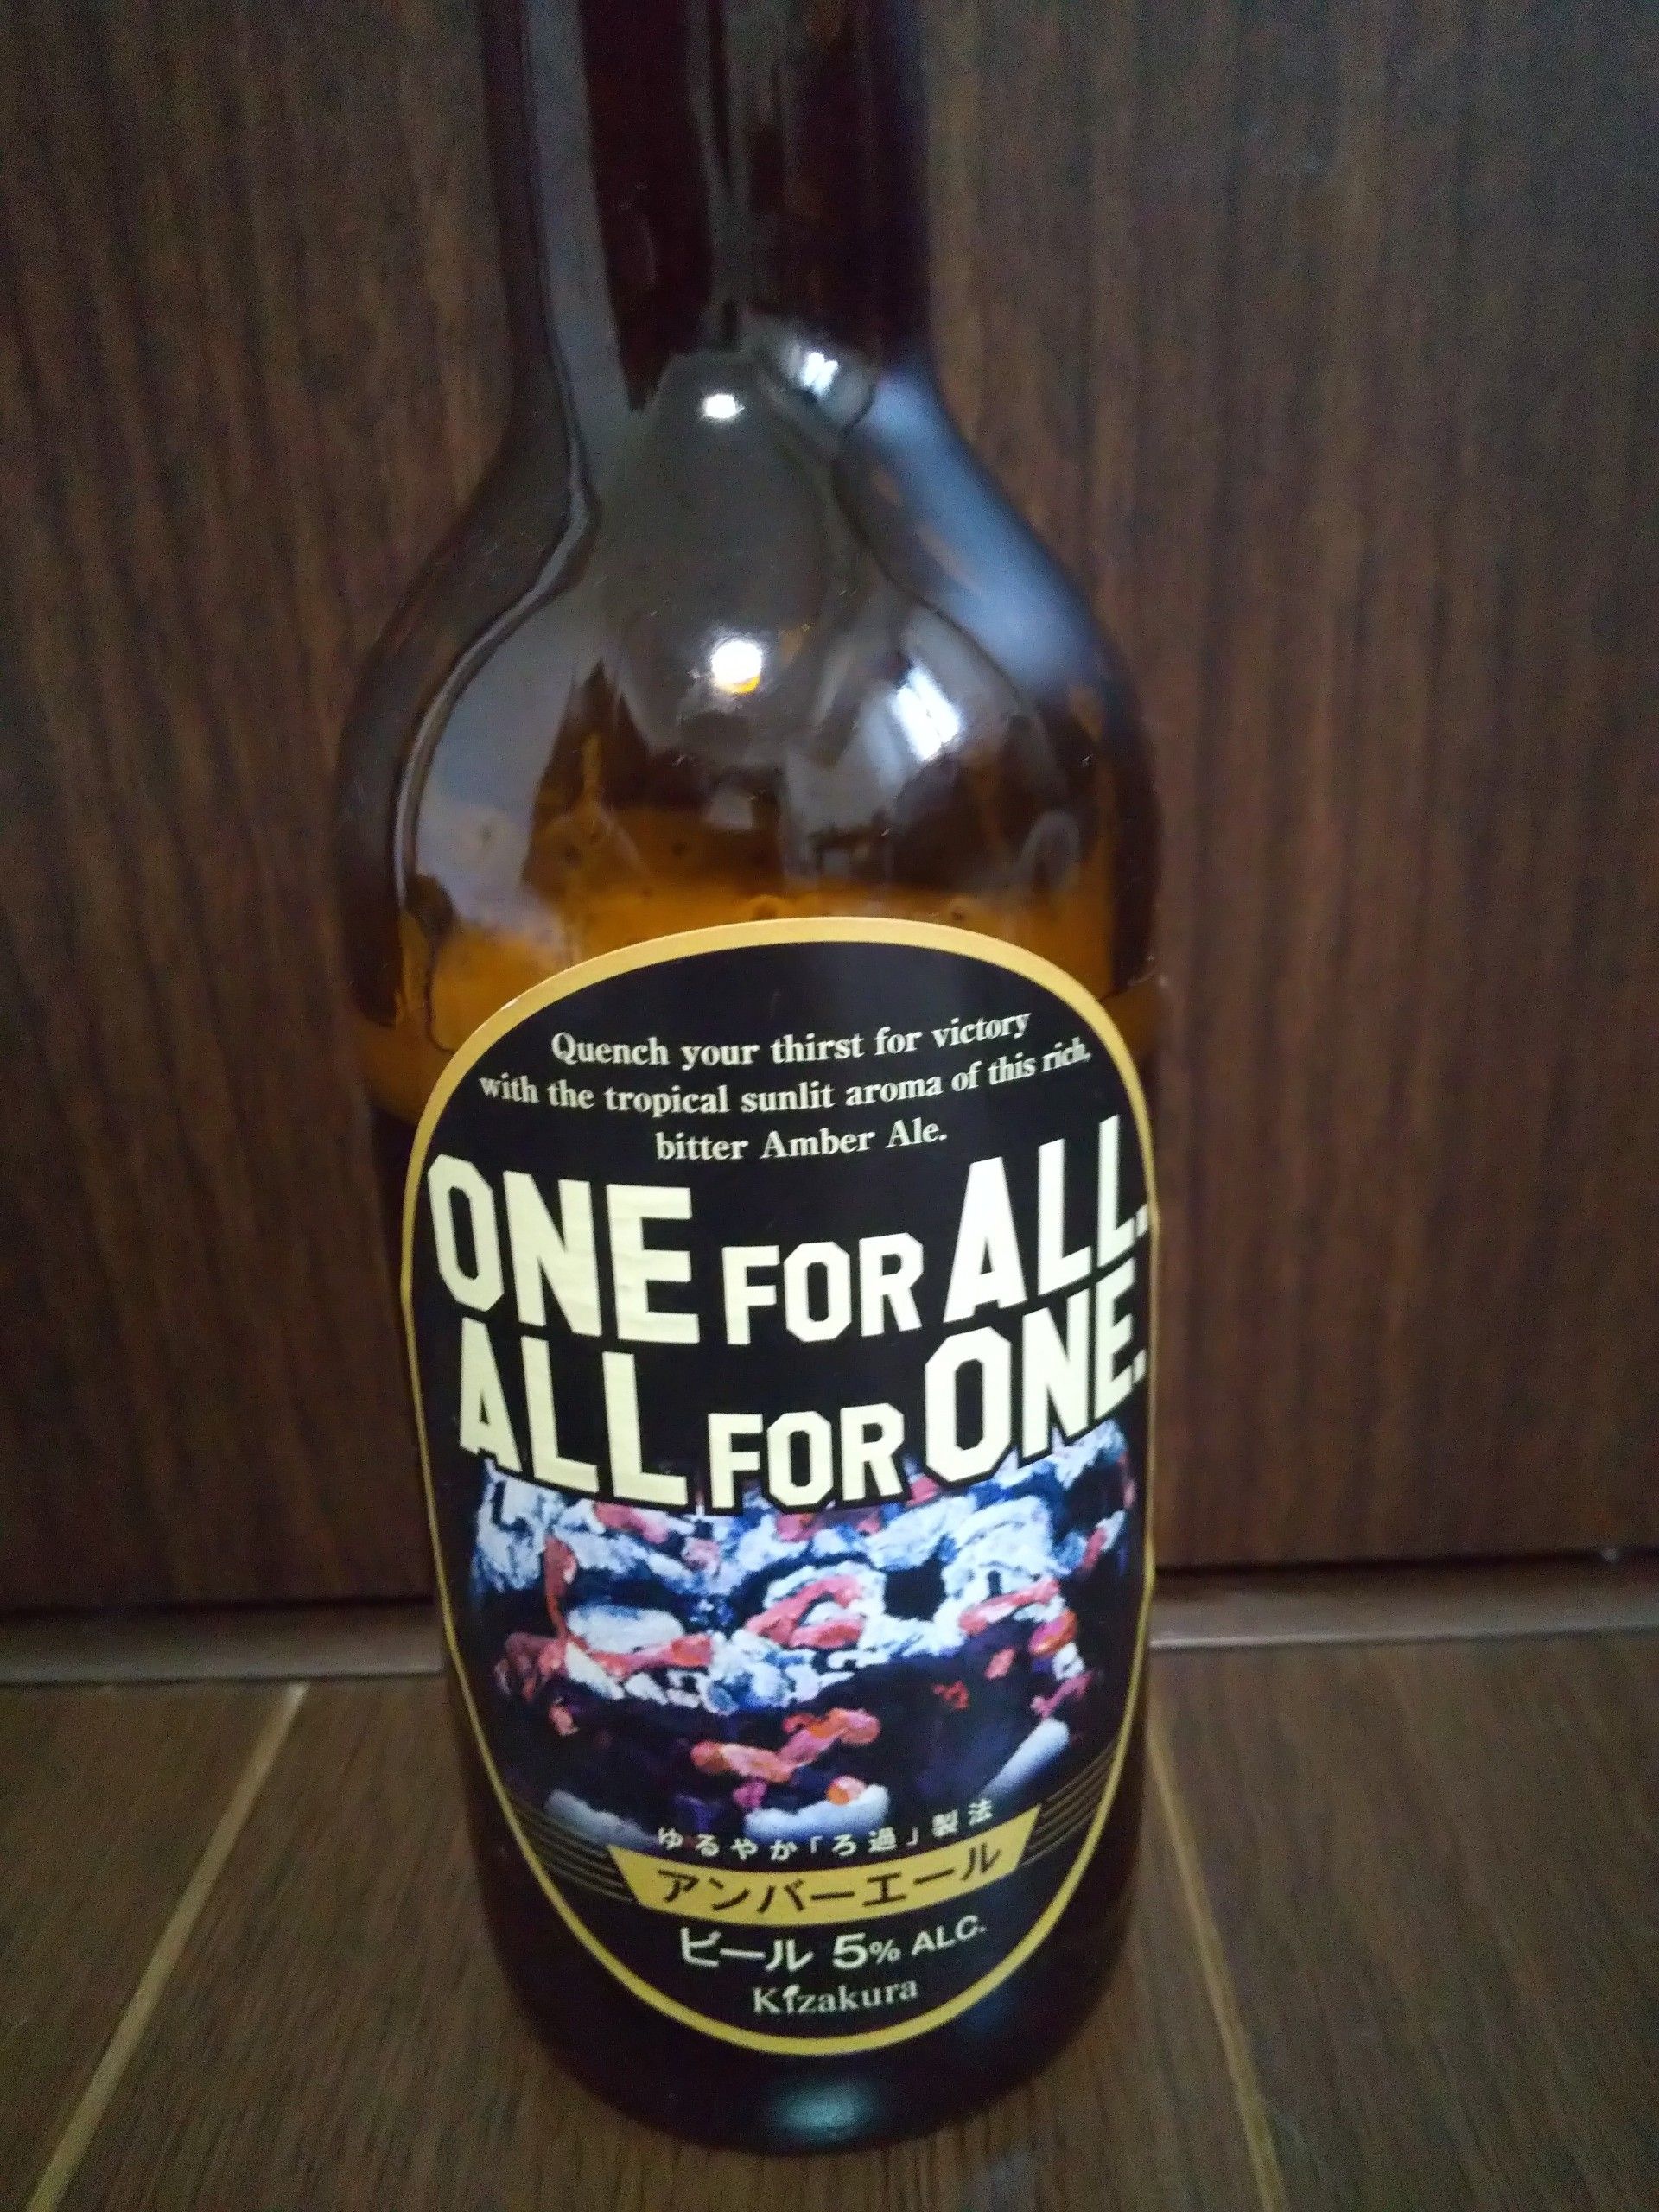 Quench your thirst for victory
with the tropical sunlit aroma of this rich,
bitter Amber Ale.
ONE FOR ALL.
ALL FOR ONE.
ゆるやか「ろ過」製法
アンバーエール
ビール 5% ALC.
Kizakura